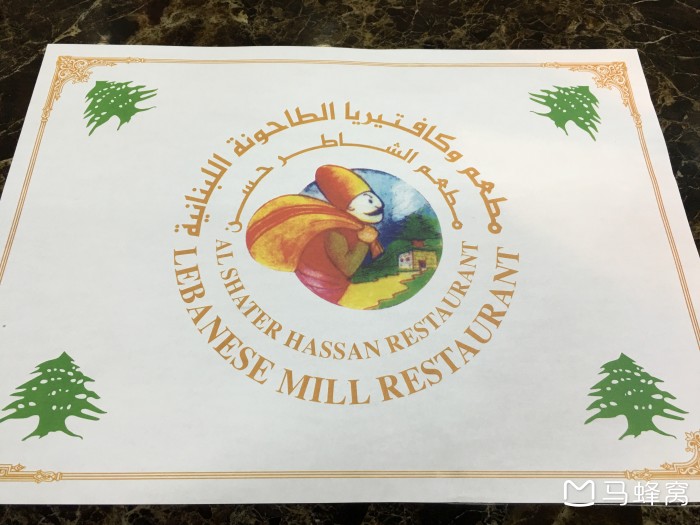 مطعم وكافتيريا الطاحونة اللبنانية
مطعم الشاطر حسن
AL SHATER HASSAN RESTAURANT
LEBANESE MILL RESTAURANT
马蜂窝